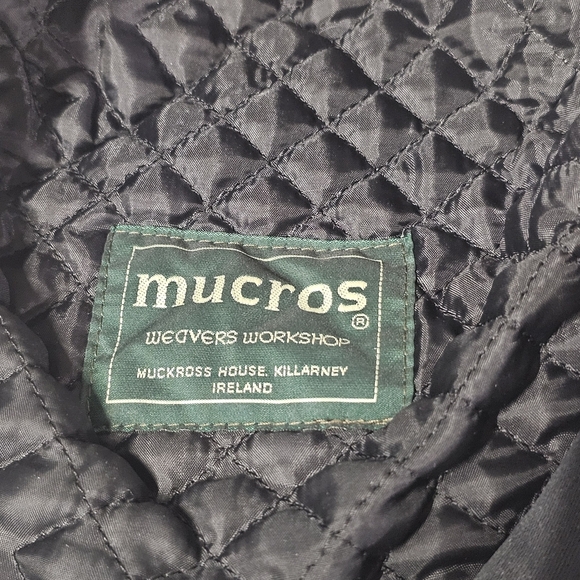 mucros®
WEAVERS WORKSHOP
MUCKROSS HOUSE. KILLARNEY
IRELAND